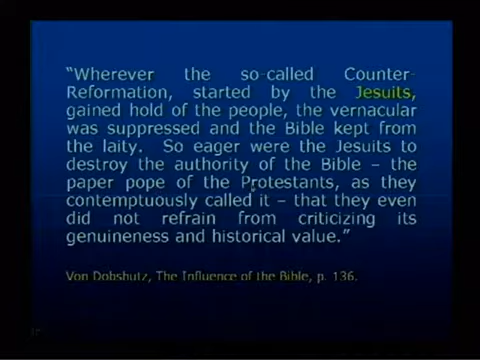 “Wherever the so-called Counter-
Reformation, started by the Jesuits,
gained hold of the people, the vernacular
was suppressed and the Bible kept from
the laity. So eager were the Jesuits to
destroy the authority of the Bible – the
paper pope of the Protestants, as they
contemptuously called it – that they even
did not refrain from criticizing its
genuineness and historical value.”
Von Dobshutz, The Influence of the Bible, p. 136.